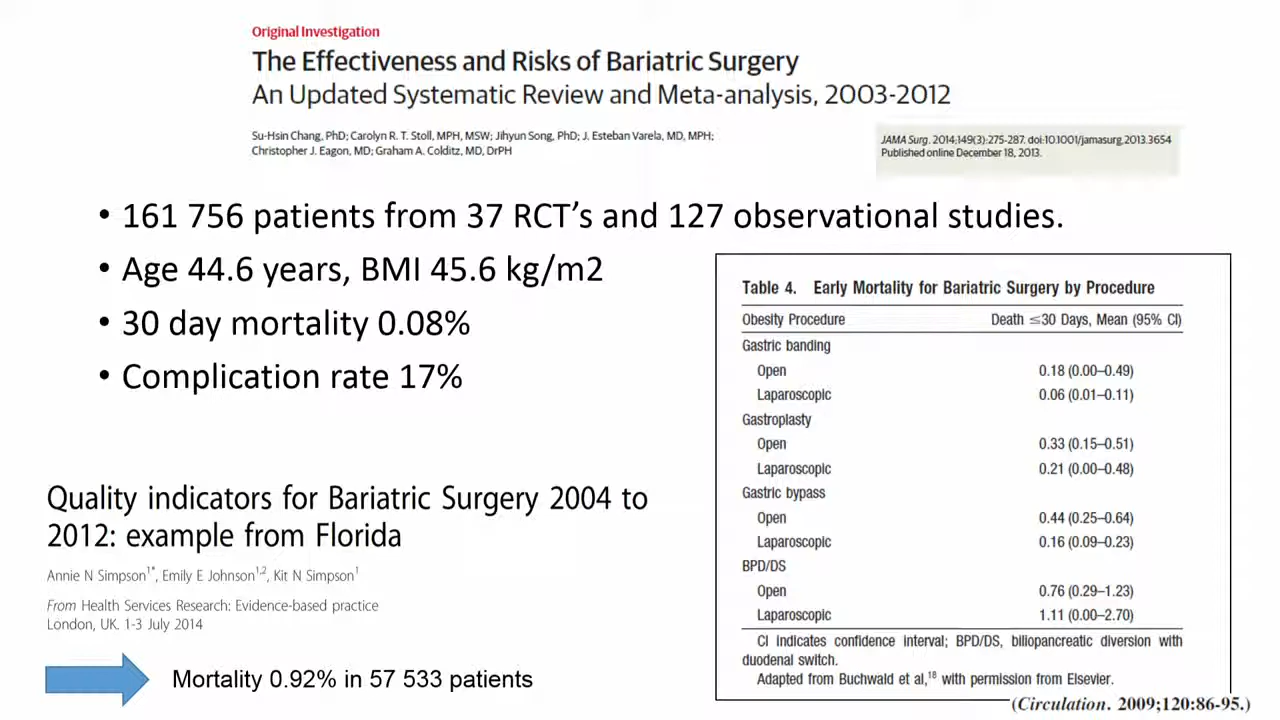 Original Investigation
The Effectiveness and Risks of Bariatric Surgery
An Updated Systematic Review and Meta-analysis, 2003-2012
Su-Hsin Chang, PhD; Carolyn R. T. Stoll, MPH, MSW; Jihyun Song, PhD; J. Esteban Varela, MD, MPH;
Christopher J. Eagon, MD; Graham A. Colditz, MD, DrPH
JAMA Surg. 2014;149(3):275-287. doi:10.1001/jamasurg.2013.3654
Published online December 18, 2013.
• 161 756 patients from 37 RCT’s and 127 observational studies.
• Age 44.6 years, BMI 45.6 kg/m2
• 30 day mortality 0.08%
• Complication rate 17%
Quality indicators for Bariatric Surgery 2004 to
2012: example from Florida
Annie N Simpson1*, Emily E Johnson1,2, Kit N Simpson1
From Health Services Research: Evidence-based practice
London, UK. 1-3 July 2014
Mortality 0.92% in 57 533 patients
Table 4. Early Mortality for Bariatric Surgery by Procedure
Obesity Procedure Death ≤30 Days, Mean (95% CI)
Gastric banding
Open 0.18 (0.00–0.49)
Laparoscopic 0.06 (0.01–0.11)
Gastroplasty
Open 0.33 (0.15–0.51)
Laparoscopic 0.21 (0.00–0.48)
Gastric bypass
Open 0.44 (0.25–0.64)
Laparoscopic 0.16 (0.09–0.23)
BPD/DS
Open 0.76 (0.29–1.23)
Laparoscopic 1.11 (0.00–2.70)
CI indicates confidence interval; BPD/DS, biliopancreatic diversion with
duodenal switch.
Adapted from Buchwald et al,18 with permission from Elsevier.
(Circulation. 2009;120:86-95.)